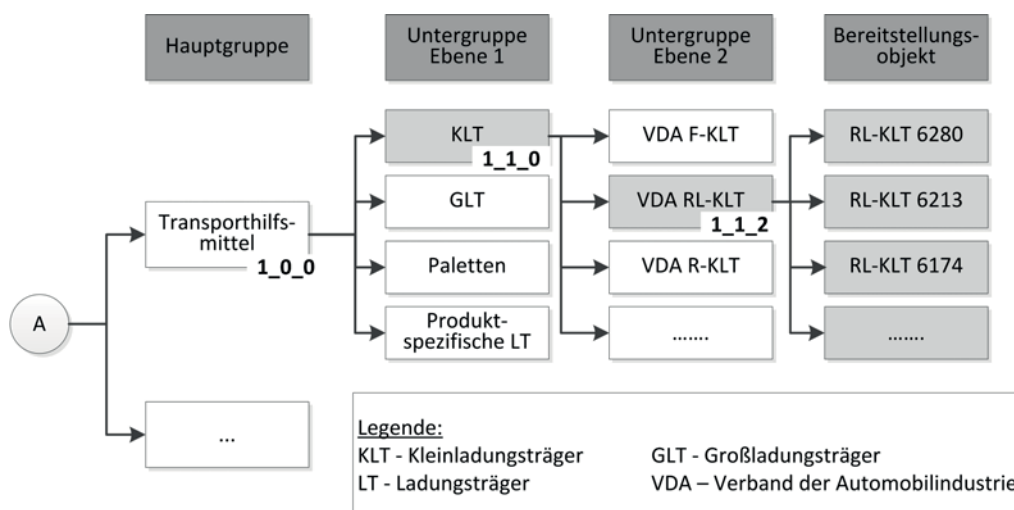 Hauptgruppe
Untergruppe
Ebene 1
Untergruppe
Ebene 2
Bereitstellungs-
objekt
KLT
1_1_0
VDA F-KLT
RL-KLT 6280
GLT
VDA RL-KLT
1_1_2
RL-KLT 6213
Transporthilfs-
mittel
1_0_0
Paletten
VDA R-KLT
RL-KLT 6174
A
Produkt-
spezifische LT
.......
.......
...
Legende:
KLT - Kleinladungsträger
GLT - Großladungsträger
LT - Ladungsträger
VDA – Verband der Automobilindustrie